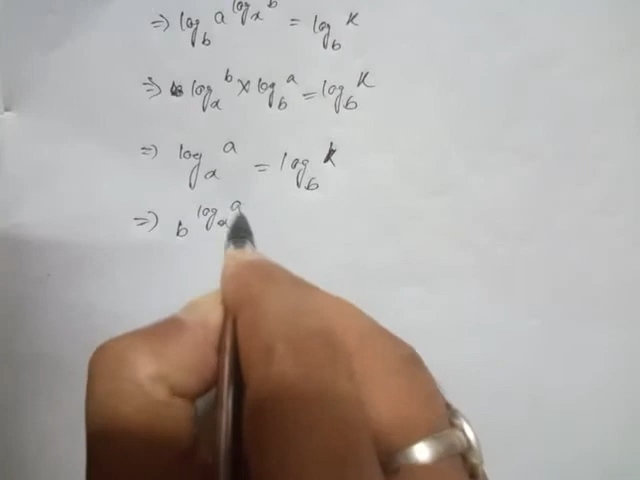 ⇒ log_b a^{log_x b} = log_b K
⇒ log_x b × log_b a = log_b K
⇒ log_x a = log_b K
⇒ b^{log_x a}